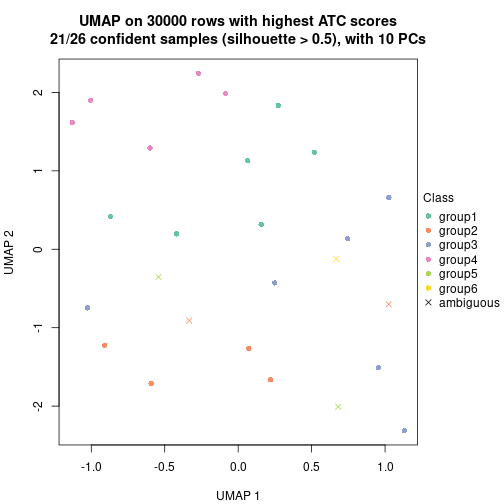 UMAP on 30000 rows with highest ATC scores
21/26 confident samples (silhouette > 0.5), with 10 PCs
UMAP 2
2
1
0
-1
-2
-1.0
-0.5
0.0
0.5
1.0
UMAP 1
Class
group1
group2
group3
group4
group5
group6
ambiguous